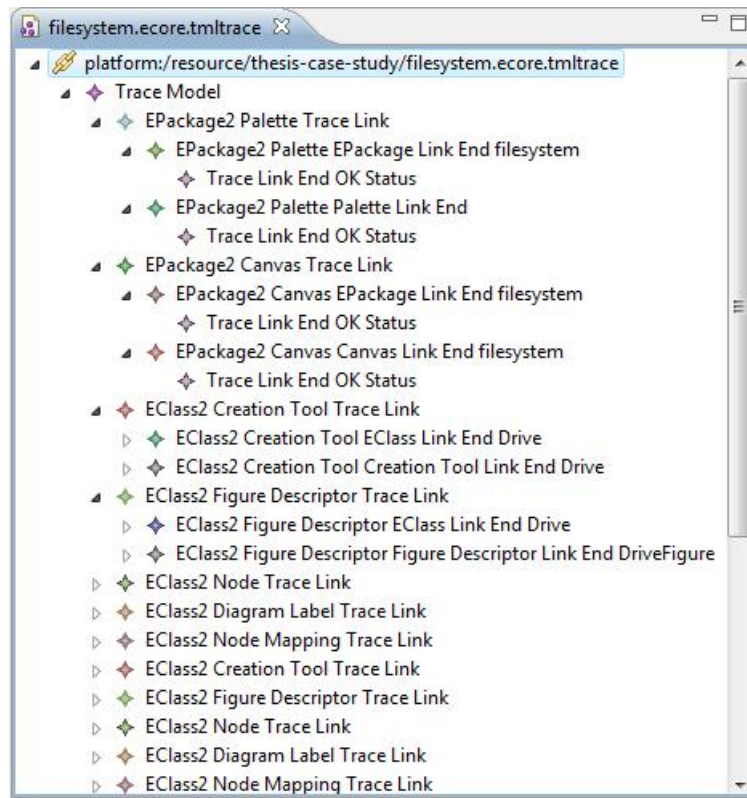 filesystem.ecore.tmltrace
platform:/resource/thesis-case-study/filesystem.ecore.tmltrace
Trace Model
EPackage2 Palette Trace Link
EPackage2 Palette EPackage Link End filesystem
Trace Link End OK Status
EPackage2 Palette Palette Link End
Trace Link End OK Status
EPackage2 Canvas Trace Link
EPackage2 Canvas EPackage Link End filesystem
Trace Link End OK Status
EPackage2 Canvas Canvas Link End filesystem
Trace Link End OK Status
EClass2 Creation Tool Trace Link
EClass2 Creation Tool EClass Link End Drive
EClass2 Creation Tool Creation Tool Link End Drive
EClass2 Figure Descriptor Trace Link
EClass2 Figure Descriptor EClass Link End Drive
EClass2 Figure Descriptor Figure Descriptor Link End DriveFigure
EClass2 Node Trace Link
EClass2 Diagram Label Trace Link
EClass2 Node Mapping Trace Link
EClass2 Creation Tool Trace Link
EClass2 Figure Descriptor Trace Link
EClass2 Node Trace Link
EClass2 Diagram Label Trace Link
EClass2 Node Mapping Trace Link